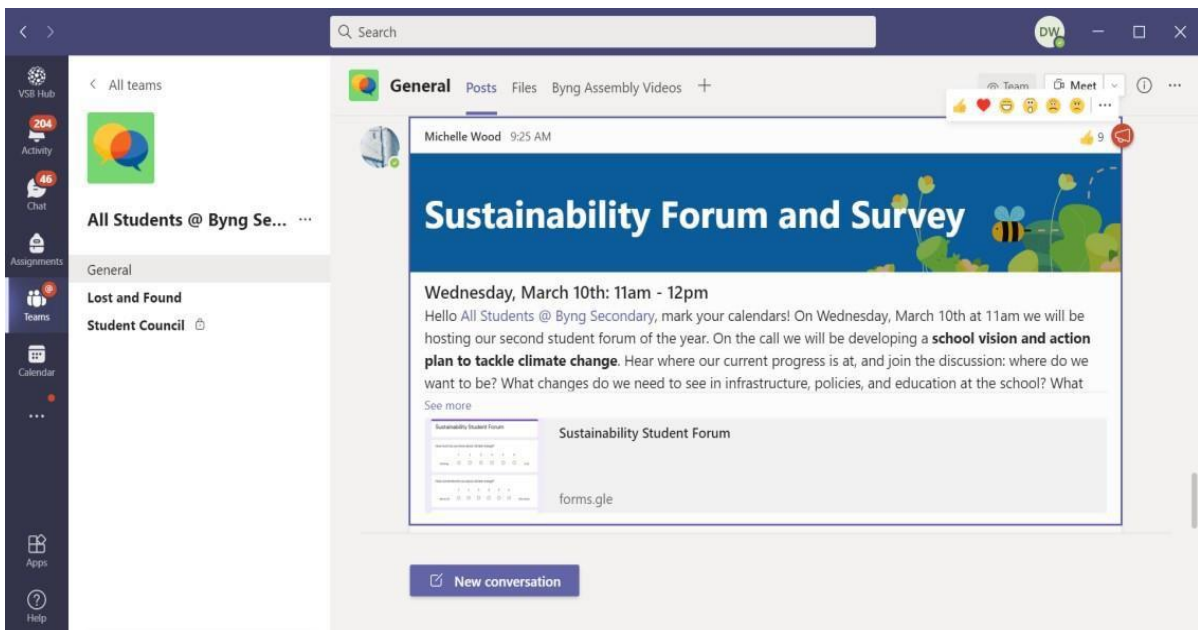 Search
DW
VSB Hub
204
Activity
46
Chat
Assignments
Teams
Calendar
Apps
Help
All teams
All Students @ Byng Se...
General
Lost and Found
Student Council
General Posts Files Byng Assembly Videos
Team Meet
Michelle Wood 9:25 AM
9
Sustainability Forum and Survey
Wednesday, March 10th: 11am - 12pm
Hello All Students @ Byng Secondary, mark your calendars! On Wednesday, March 10th at 11am we will be
hosting our second student forum of the year. On the call we will be developing a school vision and action
plan to tackle climate change. Hear where our current progress is at, and join the discussion: where do we
want to be? What changes do we need to see in infrastructure, policies, and education at the school? What
See more
Sustainability Student Forum
Sustainability Student Forum
forms.gle
New conversation